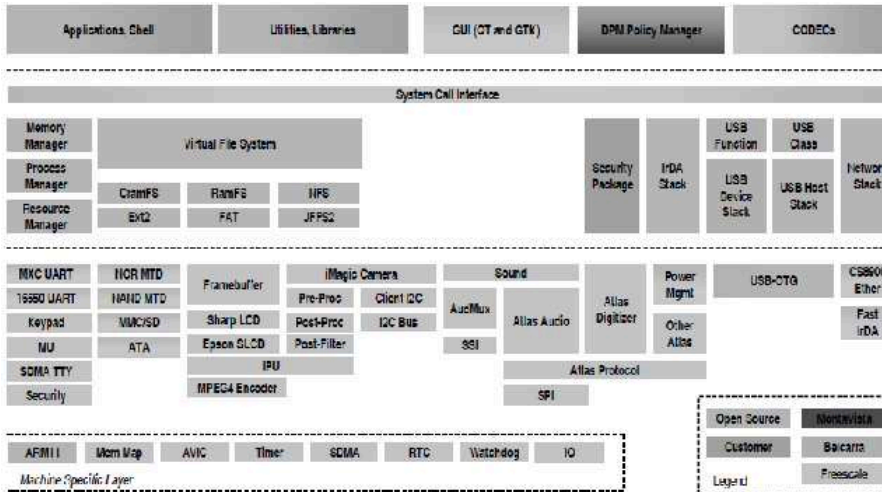 Applications, Shell
Utilities, Libraries
GUI (QT and GTK)
DPM Policy Manager
CODECs
System Call Interface
Memory Manager
Process Manager
Resource Manager
Virtual File System
CramFS
RamFS
NFS
Ext2
FAT
JFFS2
Security Package
IrDA Stack
USB Function
USB Class
USB Device Stack
USB Host Stack
Network Stack
MXC UART
16550 UART
Keypad
MU
SDMA TTY
Security
NOR MTD
NAND MTD
MMC/SD
ATA
Framebuffer
Sharp LCD
Epson SLCD
IPU
MPEG4 Encoder
iMagic Camera
Pre-Proc
Client I2C
Post-Proc
I2C Bus
Post-Filter
Sound
AudMux
SSI
Atlas Audio
Atlas Digitizer
Power Mgmt
Other Atlas
Atlas Protocol
SPI
USB-OTG
Ether
Fast IrDA
ARM11
Mem Map
AVIC
Timer
SDMA
RTC
Watchdog
IO
Machine Specific Layer
Open Source
Montavista
Customer
Belcarra
Legend
Freescale